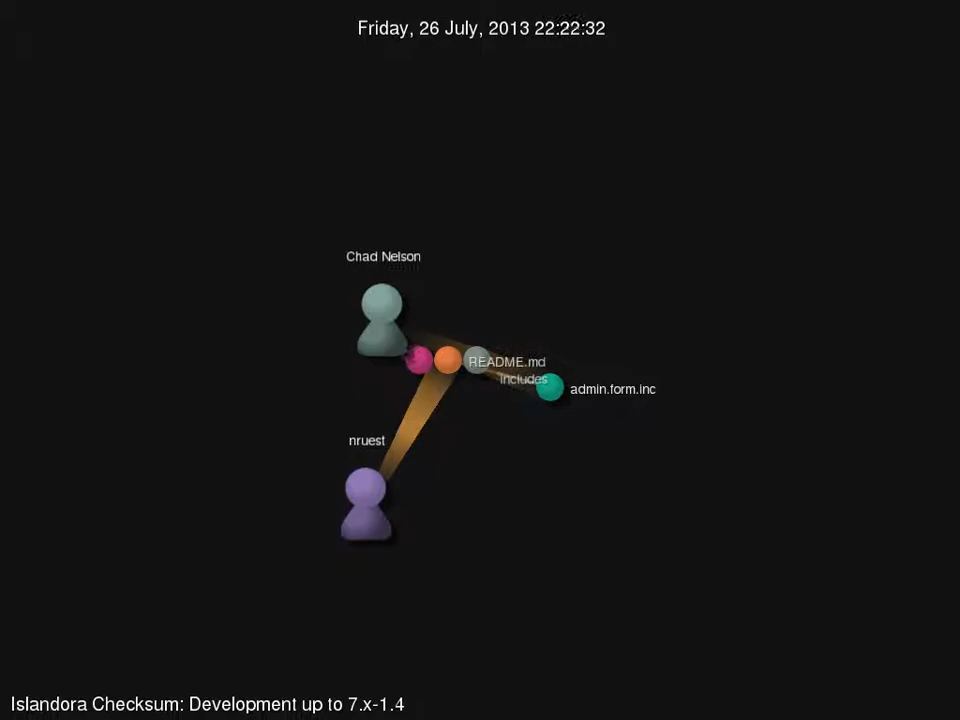 Friday, 26 July, 2013 22:22:32
Chad Nelson
README.md
includes
admin.form.inc
nruest
Islandora Checksum: Development up to 7.x-1.4